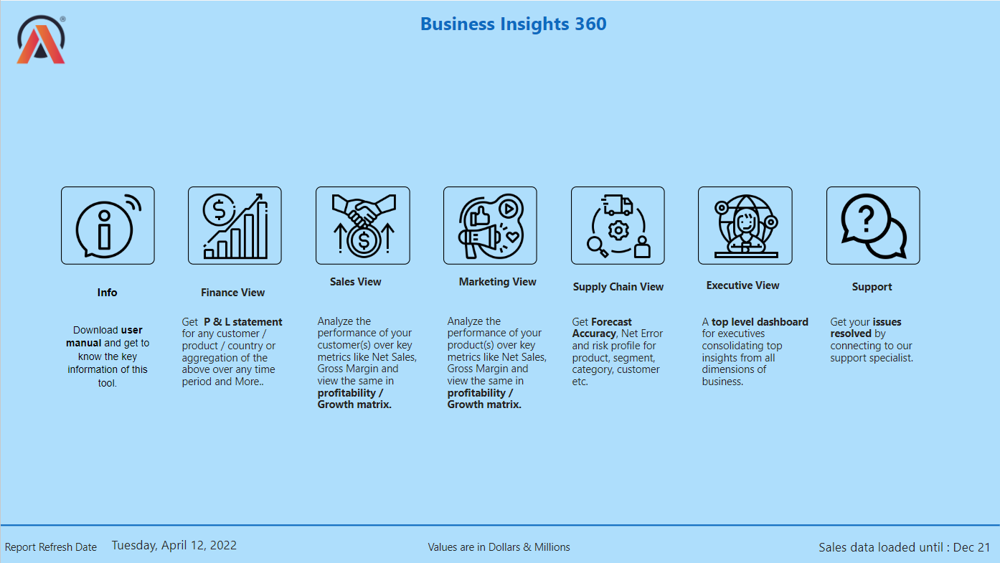 ®
Business Insights 360
Info
Download user
manual and get to
know the key
information of this
tool.
Finance View
Get P & L statement
for any customer /
product / country or
aggregation of the
above over any time
period and More..
Sales View
Analyze the
performance of your
customer(s) over key
metrics like Net Sales,
Gross Margin and
view the same in
profitability /
Growth matrix.
Marketing View
Analyze the
performance of your
product(s) over key
metrics like Net Sales,
Gross Margin and
view the same in
profitability /
Growth matrix.
Supply Chain View
Get Forecast
Accuracy, Net Error
and risk profile for
product, segment,
category, customer
etc.
Executive View
A top level dashboard
for executives
consolidating top
insights from all
dimensions of
business.
Support
Get your issues
resolved by
connecting to our
support specialist.
Report Refresh Date Tuesday, April 12, 2022
Values are in Dollars & Millions
Sales data loaded until : Dec 21